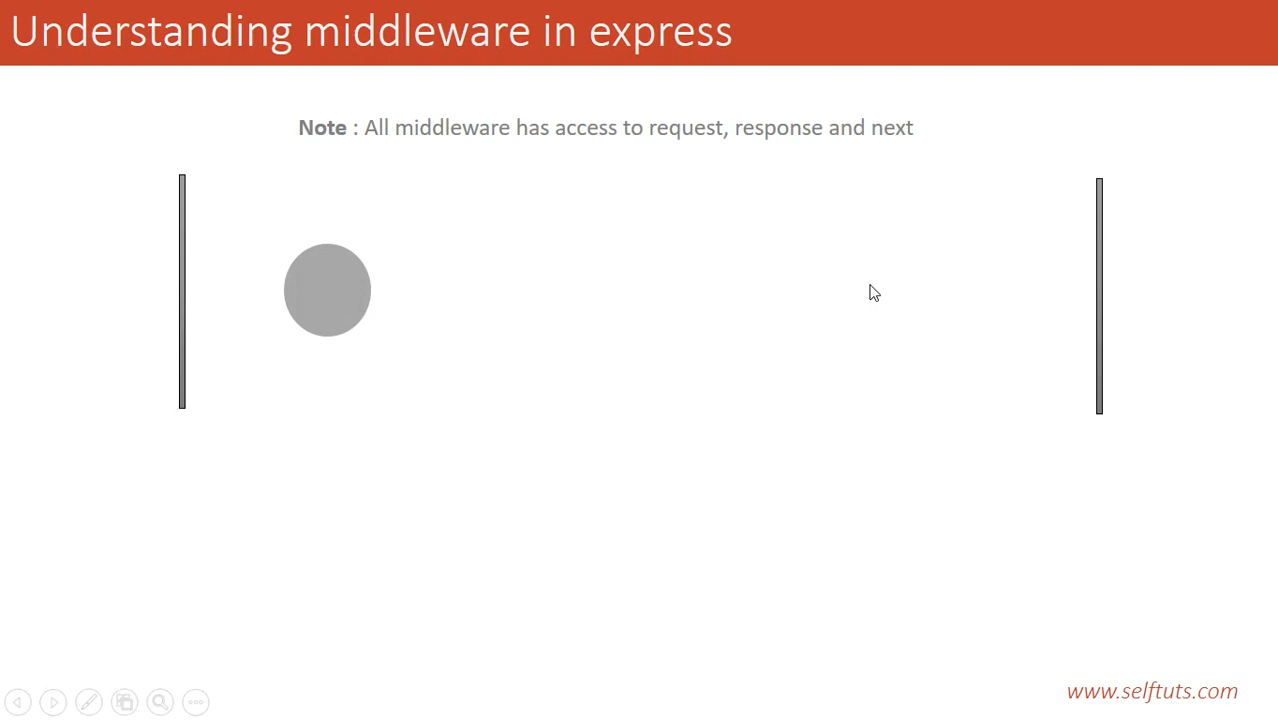 Understanding middleware in express
Note : All middleware has access to request, response and next
www.selftuts.com